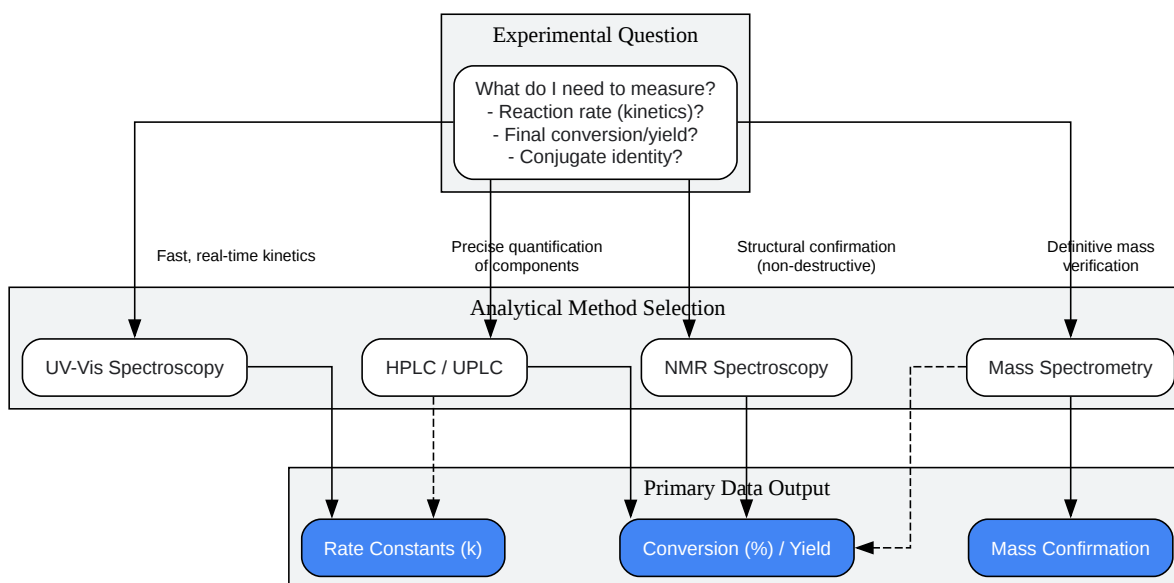 Experimental Question
What do I need to measure?
- Reaction rate (kinetics)?
- Final conversion/yield?
- Conjugate identity?
Fast, real-time kinetics
Precise quantification
of components
Structural confirmation
(non-destructive)
Definitive mass
verification
Analytical Method Selection
UV-Vis Spectroscopy
HPLC / UPLC
NMR Spectroscopy
Mass Spectrometry
Primary Data Output
Rate Constants (k)
Conversion (%) / Yield
Mass Confirmation